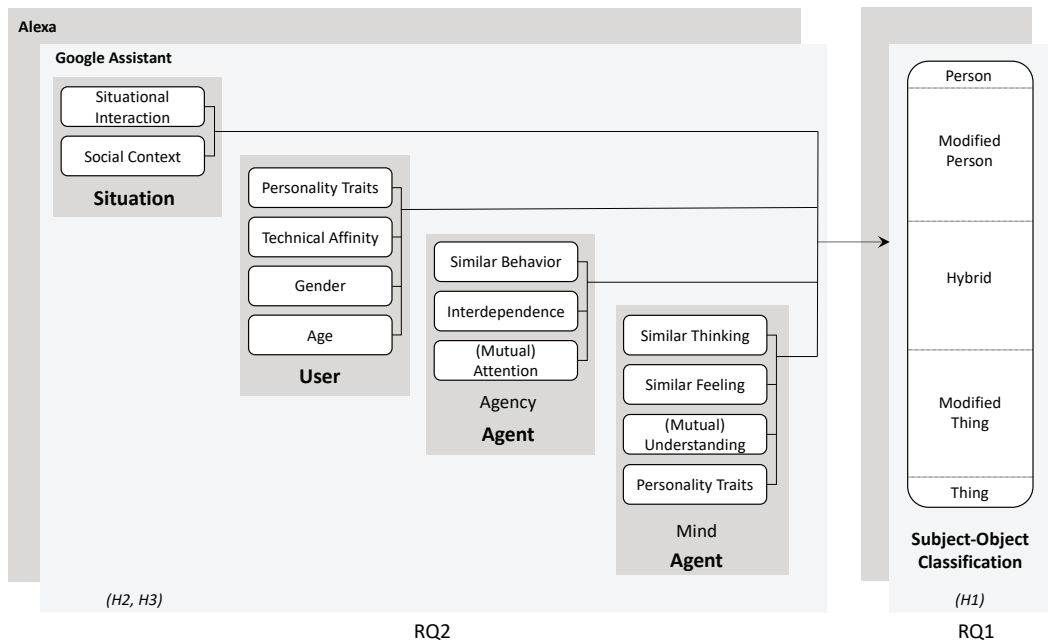 Alexa
Google Assistant
Situational
Interaction
Social Context
Situation
Personality Traits
Technical Affinity
Gender
Age
User
Similar Behavior
Interdependence
(Mutual)
Attention
Agency
Agent
Similar Thinking
Similar Feeling
(Mutual)
Understanding
Personality Traits
Mind
Agent
(H2, H3)
RQ2
Person
Modified
Person
Hybrid
Modified
Thing
Thing
Subject-Object
Classification
(H1)
RQ1